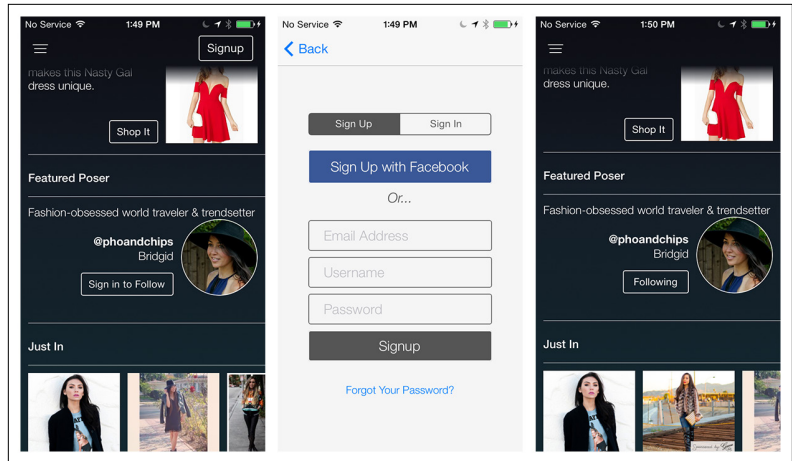 No Service 1:49 PM
Signup
makes this Nasty Gal
dress unique.
Shop It
Featured Poser
Fashion-obsessed world traveler & trendsetter
@phoandchips
Bridgid
Sign in to Follow
Just In
No Service 1:49 PM
Back
Sign Up Sign In
Sign Up with Facebook
Or...
Email Address
Username
Password
Signup
Forgot Your Password?
No Service 1:50 PM
makes this Nasty Gal
dress unique.
Shop It
Featured Poser
Fashion-obsessed world traveler & trendsetter
@phoandchips
Bridgid
Following
Just In